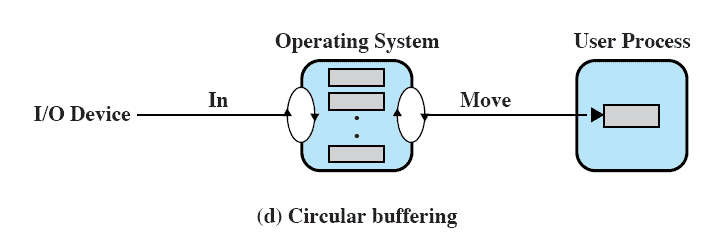 Operating System
User Process
In
Move
I/O Device
(d) Circular buffering